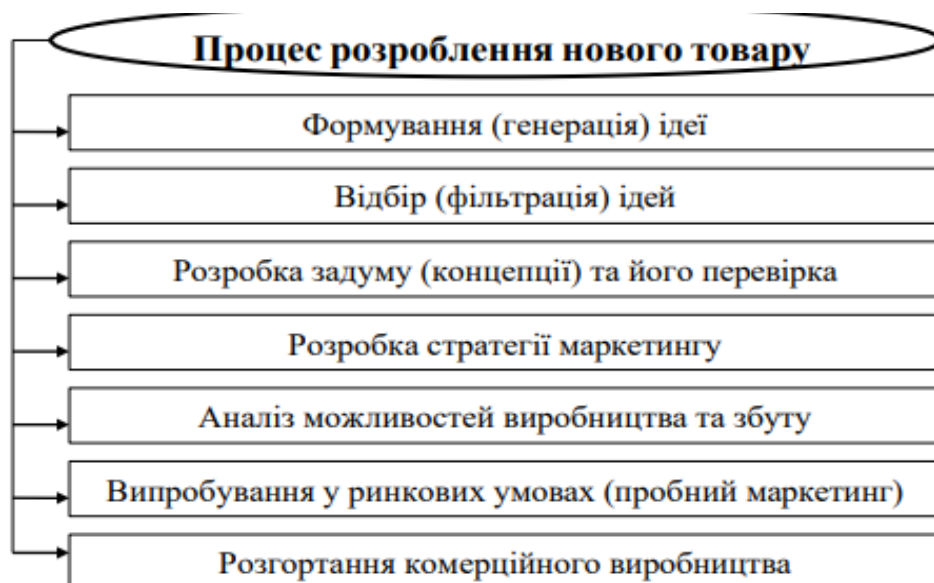 Процес розроблення нового товару
Формування (генерація) ідеї
Відбір (фільтрація) ідей
Розробка задуму (концепції) та його перевірка
Розробка стратегії маркетингу
Аналіз можливостей виробництва та збуту
Випробування у ринкових умовах (пробний маркетинг)
Розгортання комерційного виробництва